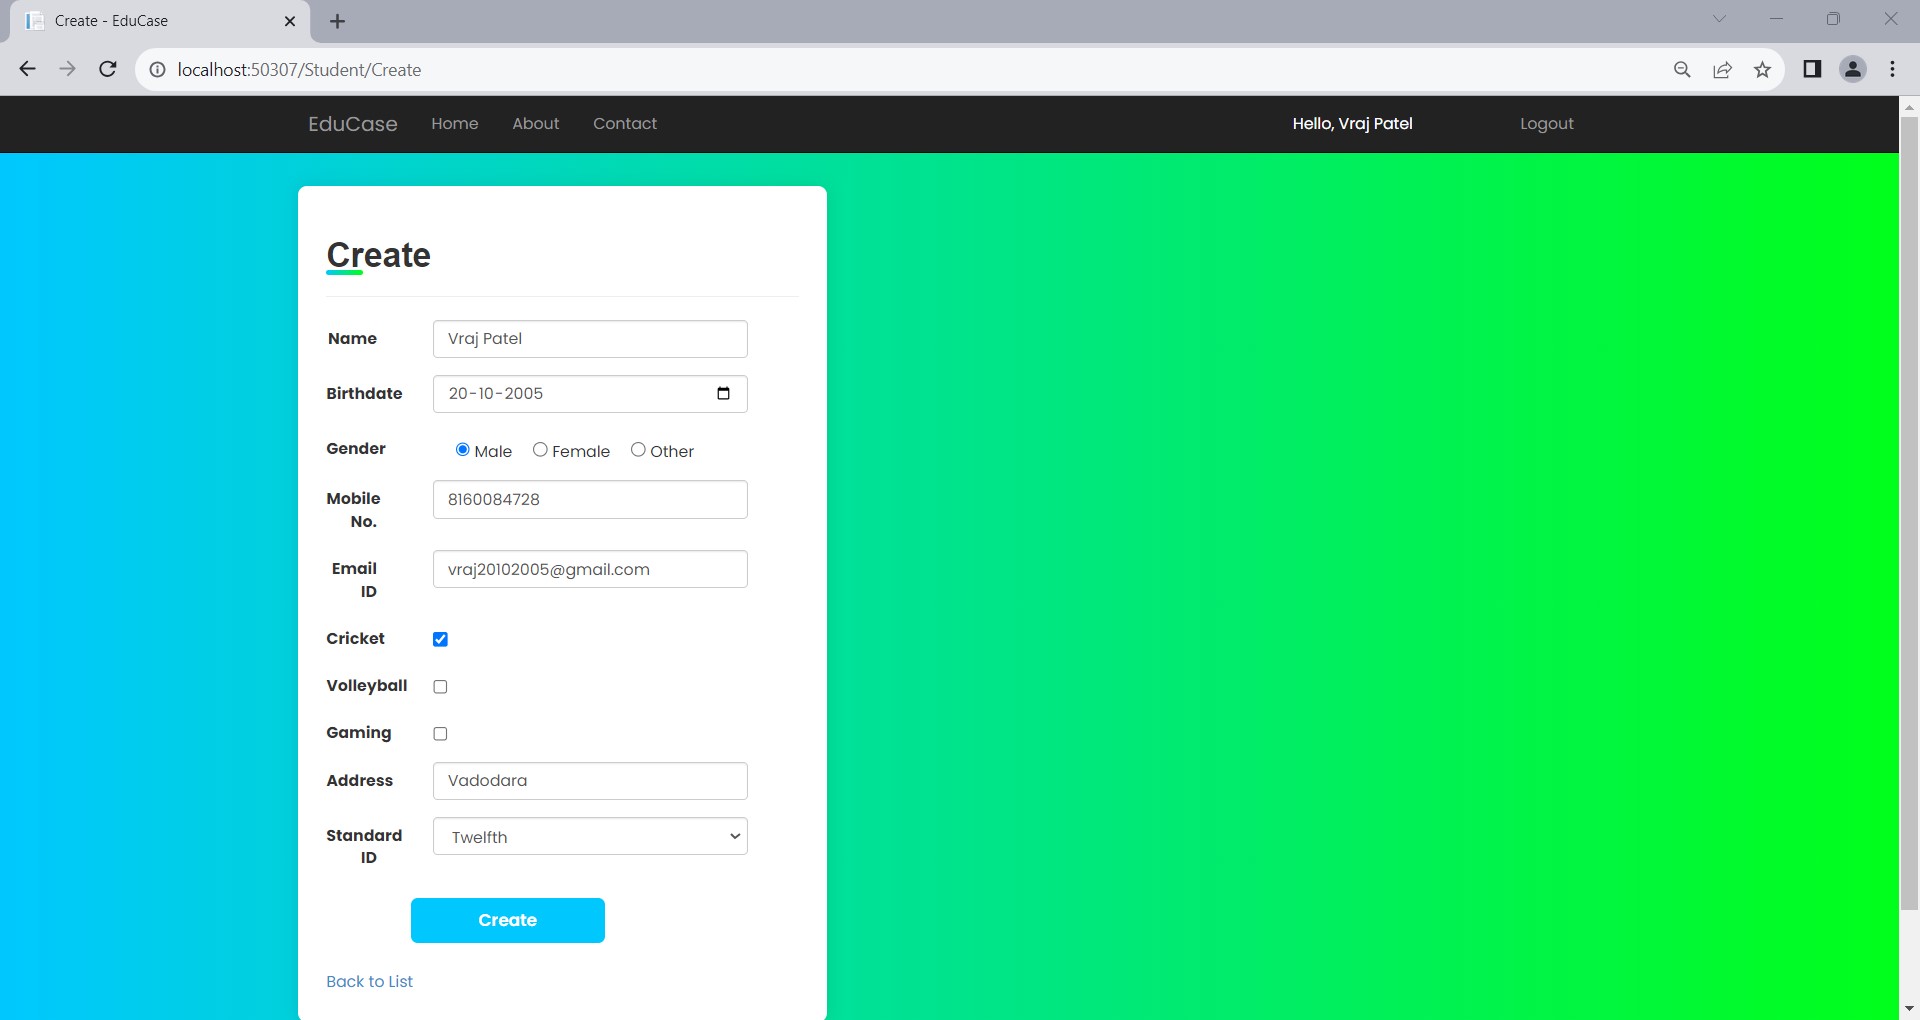 Create - EduCase
localhost:50307/Student/Create
EduCase Home About Contact Hello, Vraj Patel Logout
Create
Name Vraj Patel
Birthdate 20-10-2005
Gender Male Female Other
Mobile No. 8160084728
Email ID vraj20102005@gmail.com
Cricket
Volleyball
Gaming
Address Vadodara
Standard ID Twelfth
Create
Back to List